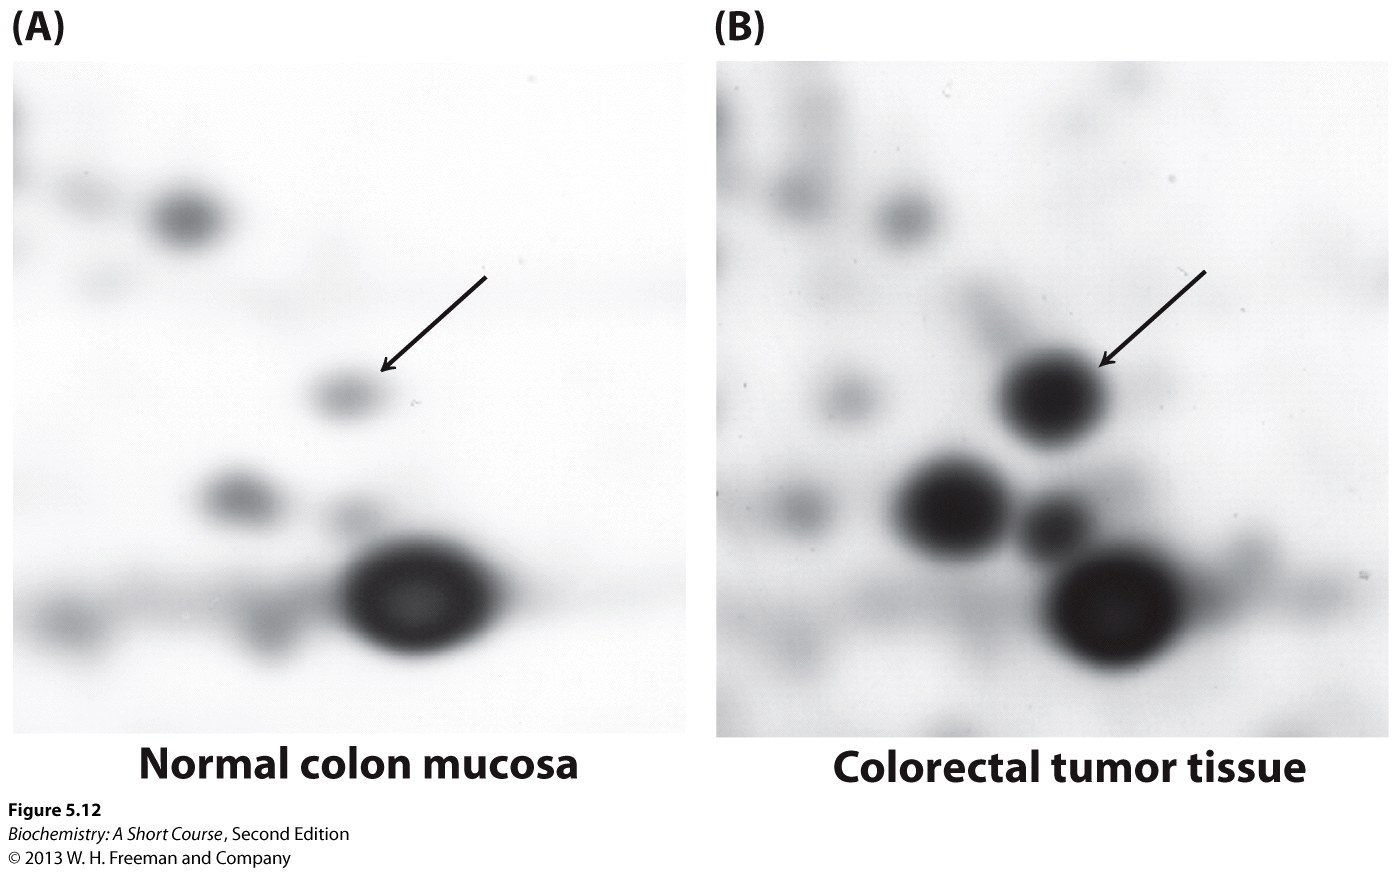 (A)
(B)
Normal colon mucosa
Colorectal tumor tissue
Figure 5.12
Biochemistry: A Short Course, Second Edition
© 2013 W. H. Freeman and Company